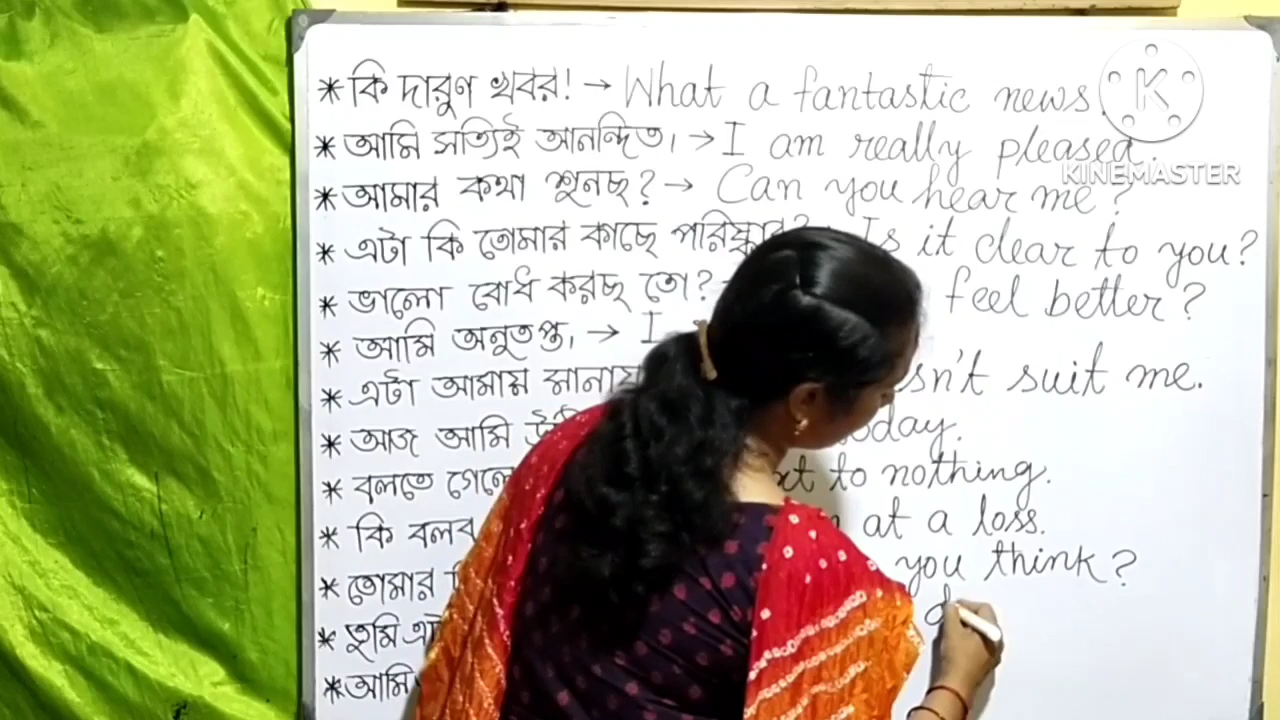 * কি দারুণ খবর! → What a fantastic news
* আমি সত্যিই আনন্দিত। → I am really pleased.
* আমার কথা শুনছ? → Can you hear me?
* এটা কি তোমার কাছে পরিস্কার? Is it clear to you?
* ভালো বোধ করছ তো? feel better?
* আমি অনুতপ্ত। → I
* এটা আমায় suit me.
* আজ আমি today.
* বলতে গেলে to nothing.
* কি বলব at a loss.
* তোমার you think?
* তুমি
* আমি
K
KINEMASTER